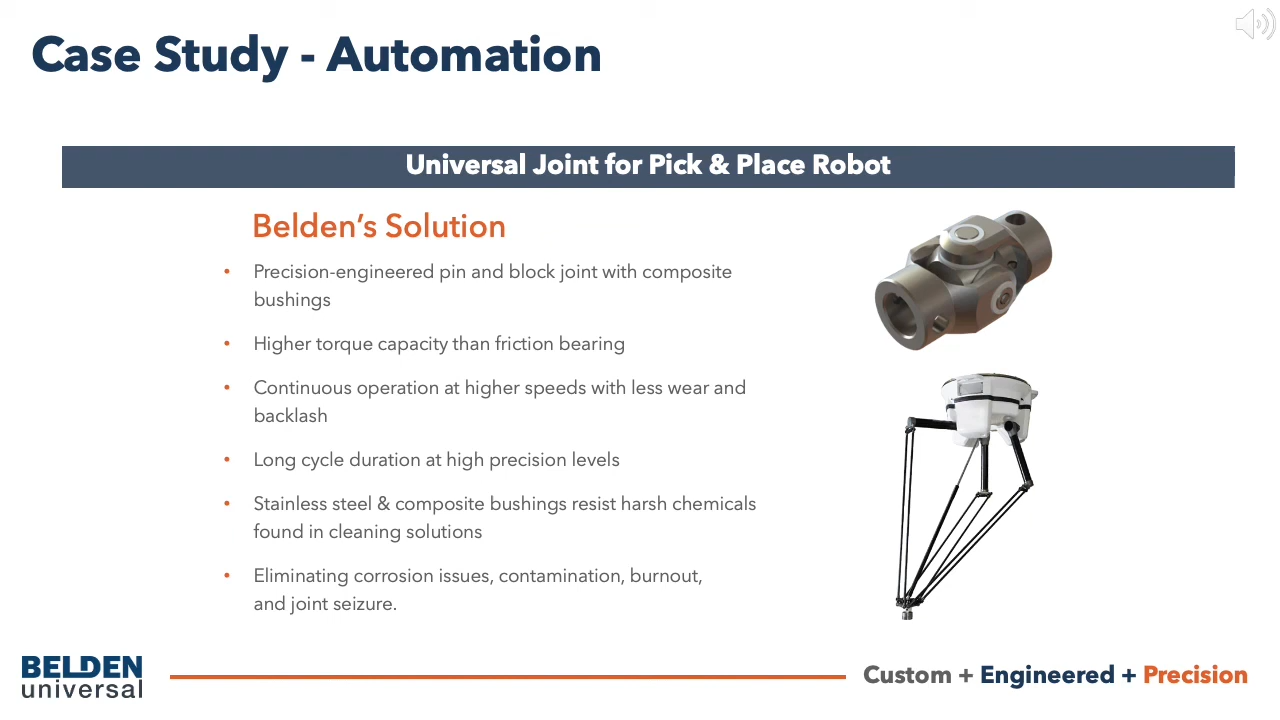 Case Study - Automation
Universal Joint for Pick & Place Robot
Belden’s Solution
• Precision-engineered pin and block joint with composite
bushings
• Higher torque capacity than friction bearing
• Continuous operation at higher speeds with less wear and
backlash
• Long cycle duration at high precision levels
• Stainless steel & composite bushings resist harsh chemicals
found in cleaning solutions
• Eliminating corrosion issues, contamination, burnout,
and joint seizure.
BELDEN
universal
Custom + Engineered + Precision